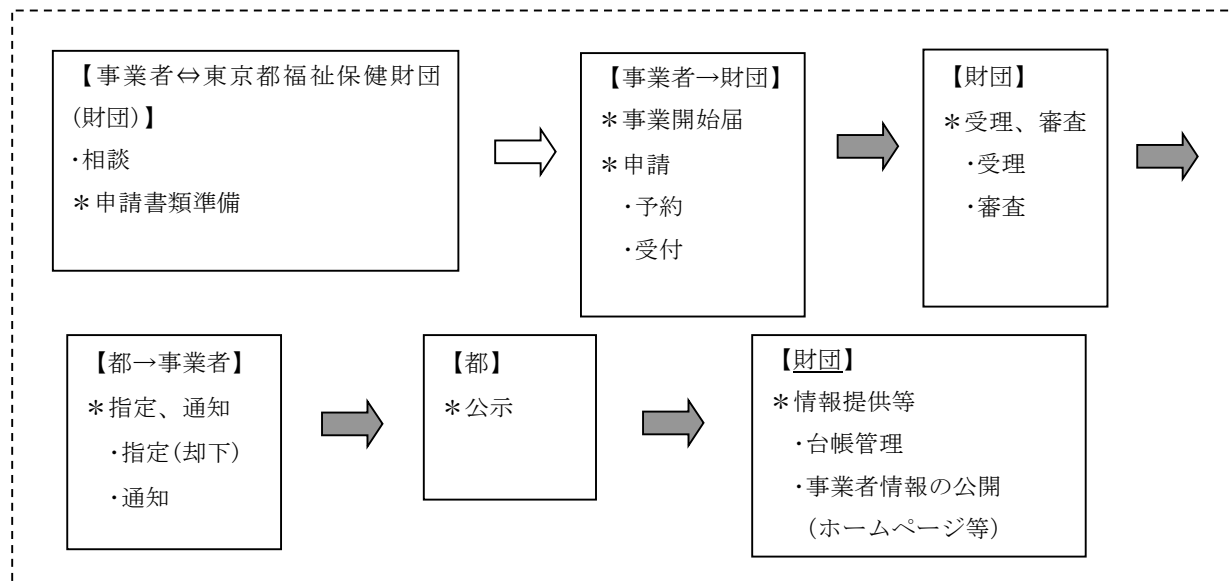 【事業者⇔東京都福祉保健財団
(財団)】
・相談
＊申請書類準備
【事業者→財団】
＊事業開始届
＊申請
・予約
・受付
【財団】
＊受理、審査
・受理
・審査
【都→事業者】
＊指定、通知
・指定(却下)
・通知
【都】
＊公示
【財団】
＊情報提供等
・台帳管理
・事業者情報の公開
（ホームページ等）